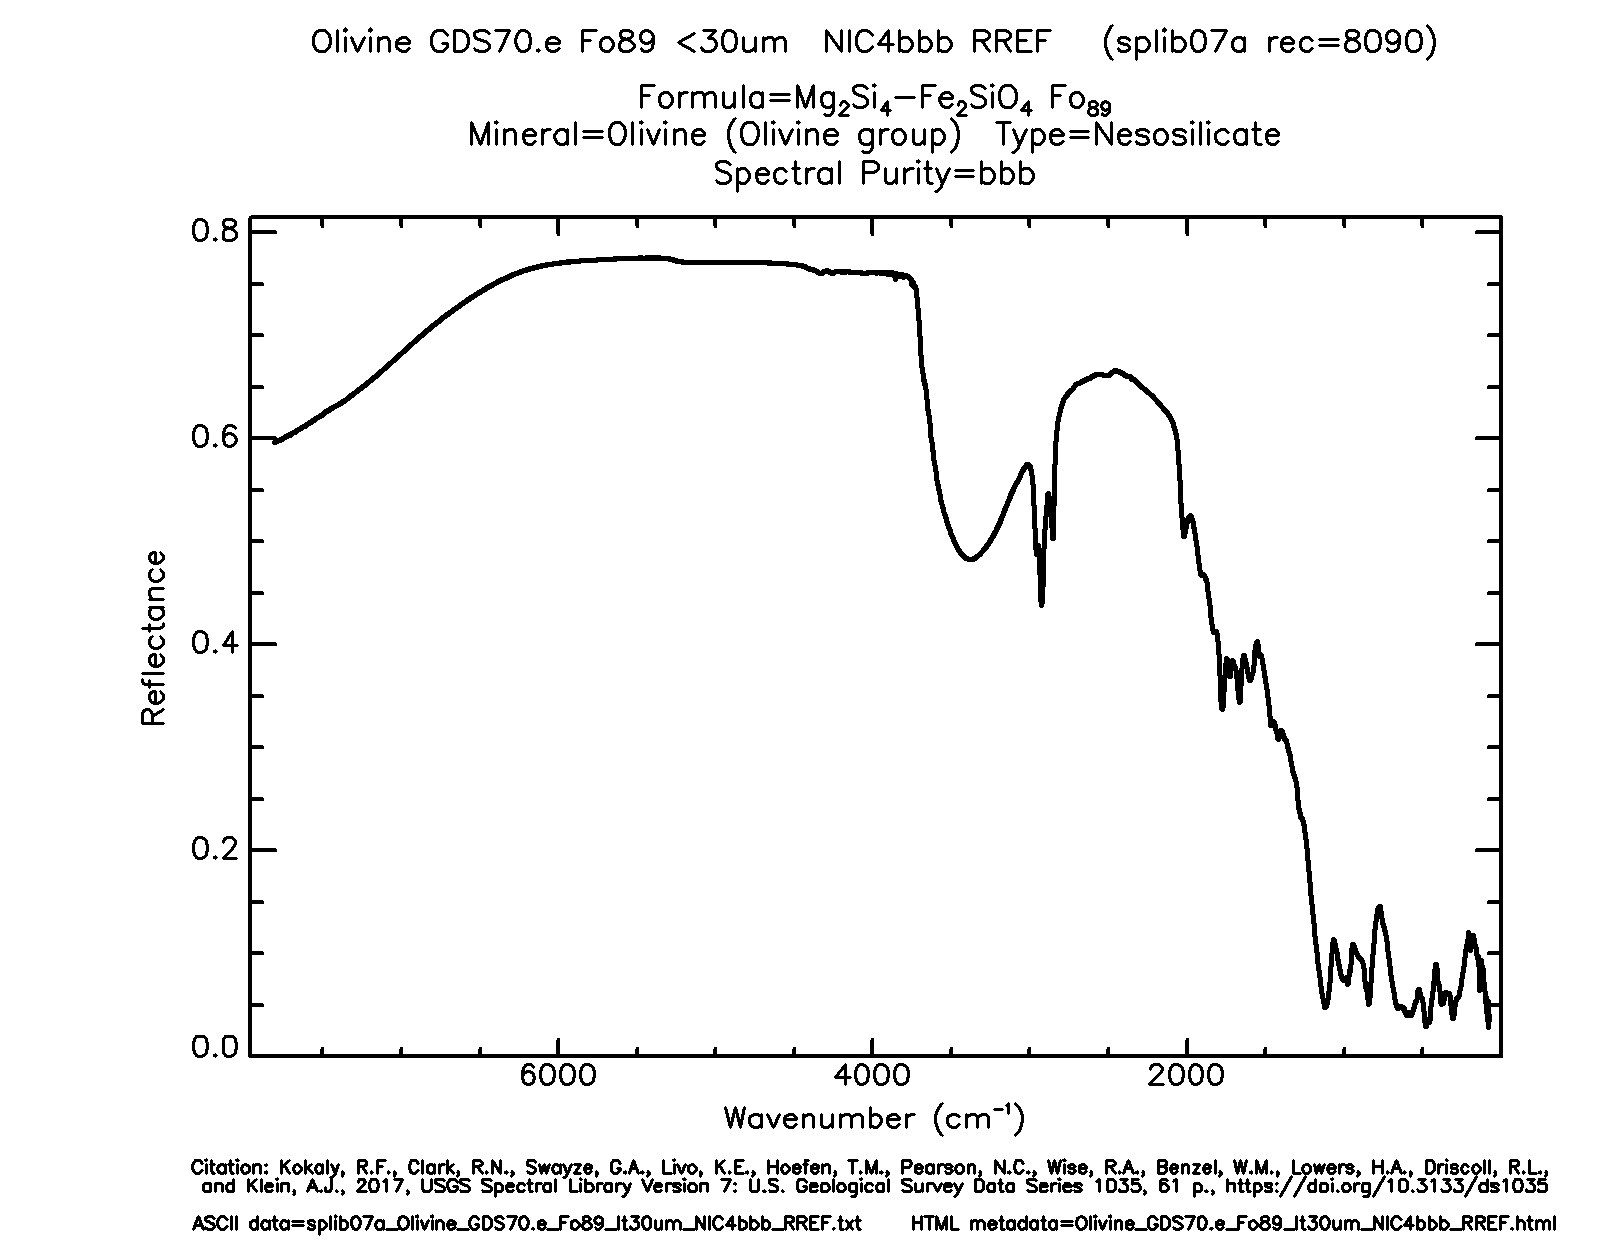 Olivine GDS70.e Fo89 <30um NIC4bbb RREF (splib07a rec=8090)
Formula=Mg₂Si₄−Fe₂SiO₄ Fo₈₉
Mineral=Olivine (Olivine group) Type=Nesosilicate
Spectral Purity=bbb
0.8
0.6
0.4
0.2
0.0
Reflectance
6000 4000 2000
Wavenumber (cm⁻¹)
Citation: Kokaly, R.F., Clark, R.N., Swayze, G.A., Livo, K.E., Hoefen, T.M., Pearson, N.C., Wise, R.A., Benzel, W.M., Lowers, H.A., Driscoll, R.L.,
and Klein, A.J., 2017, USGS Spectral Library Version 7: U.S. Geological Survey Data Series 1035, 61 p., https://doi.org/10.3133/ds1035
ASCII data=splib07a_Olivine_GDS70.e_Fo89_lt30um_NIC4bbb_RREF.txt HTML metadata=Olivine_GDS70.e_Fo89_lt30um_NIC4bbb_RREF.html